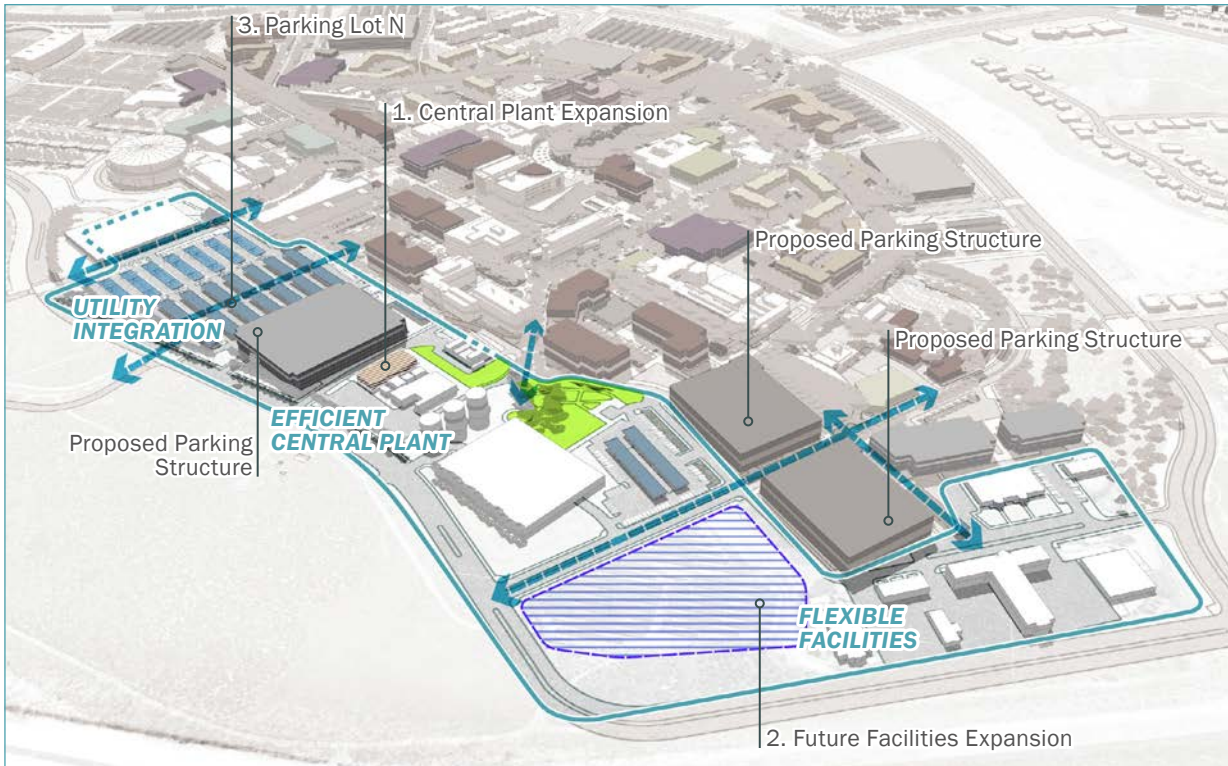 3. Parking Lot N
1. Central Plant Expansion
Proposed Parking Structure
UTILITY
INTEGRATION
Proposed Parking Structure
EFFICIENT
CENTRAL PLANT
Proposed Parking
Structure
FLEXIBLE
FACILITIES
2. Future Facilities Expansion